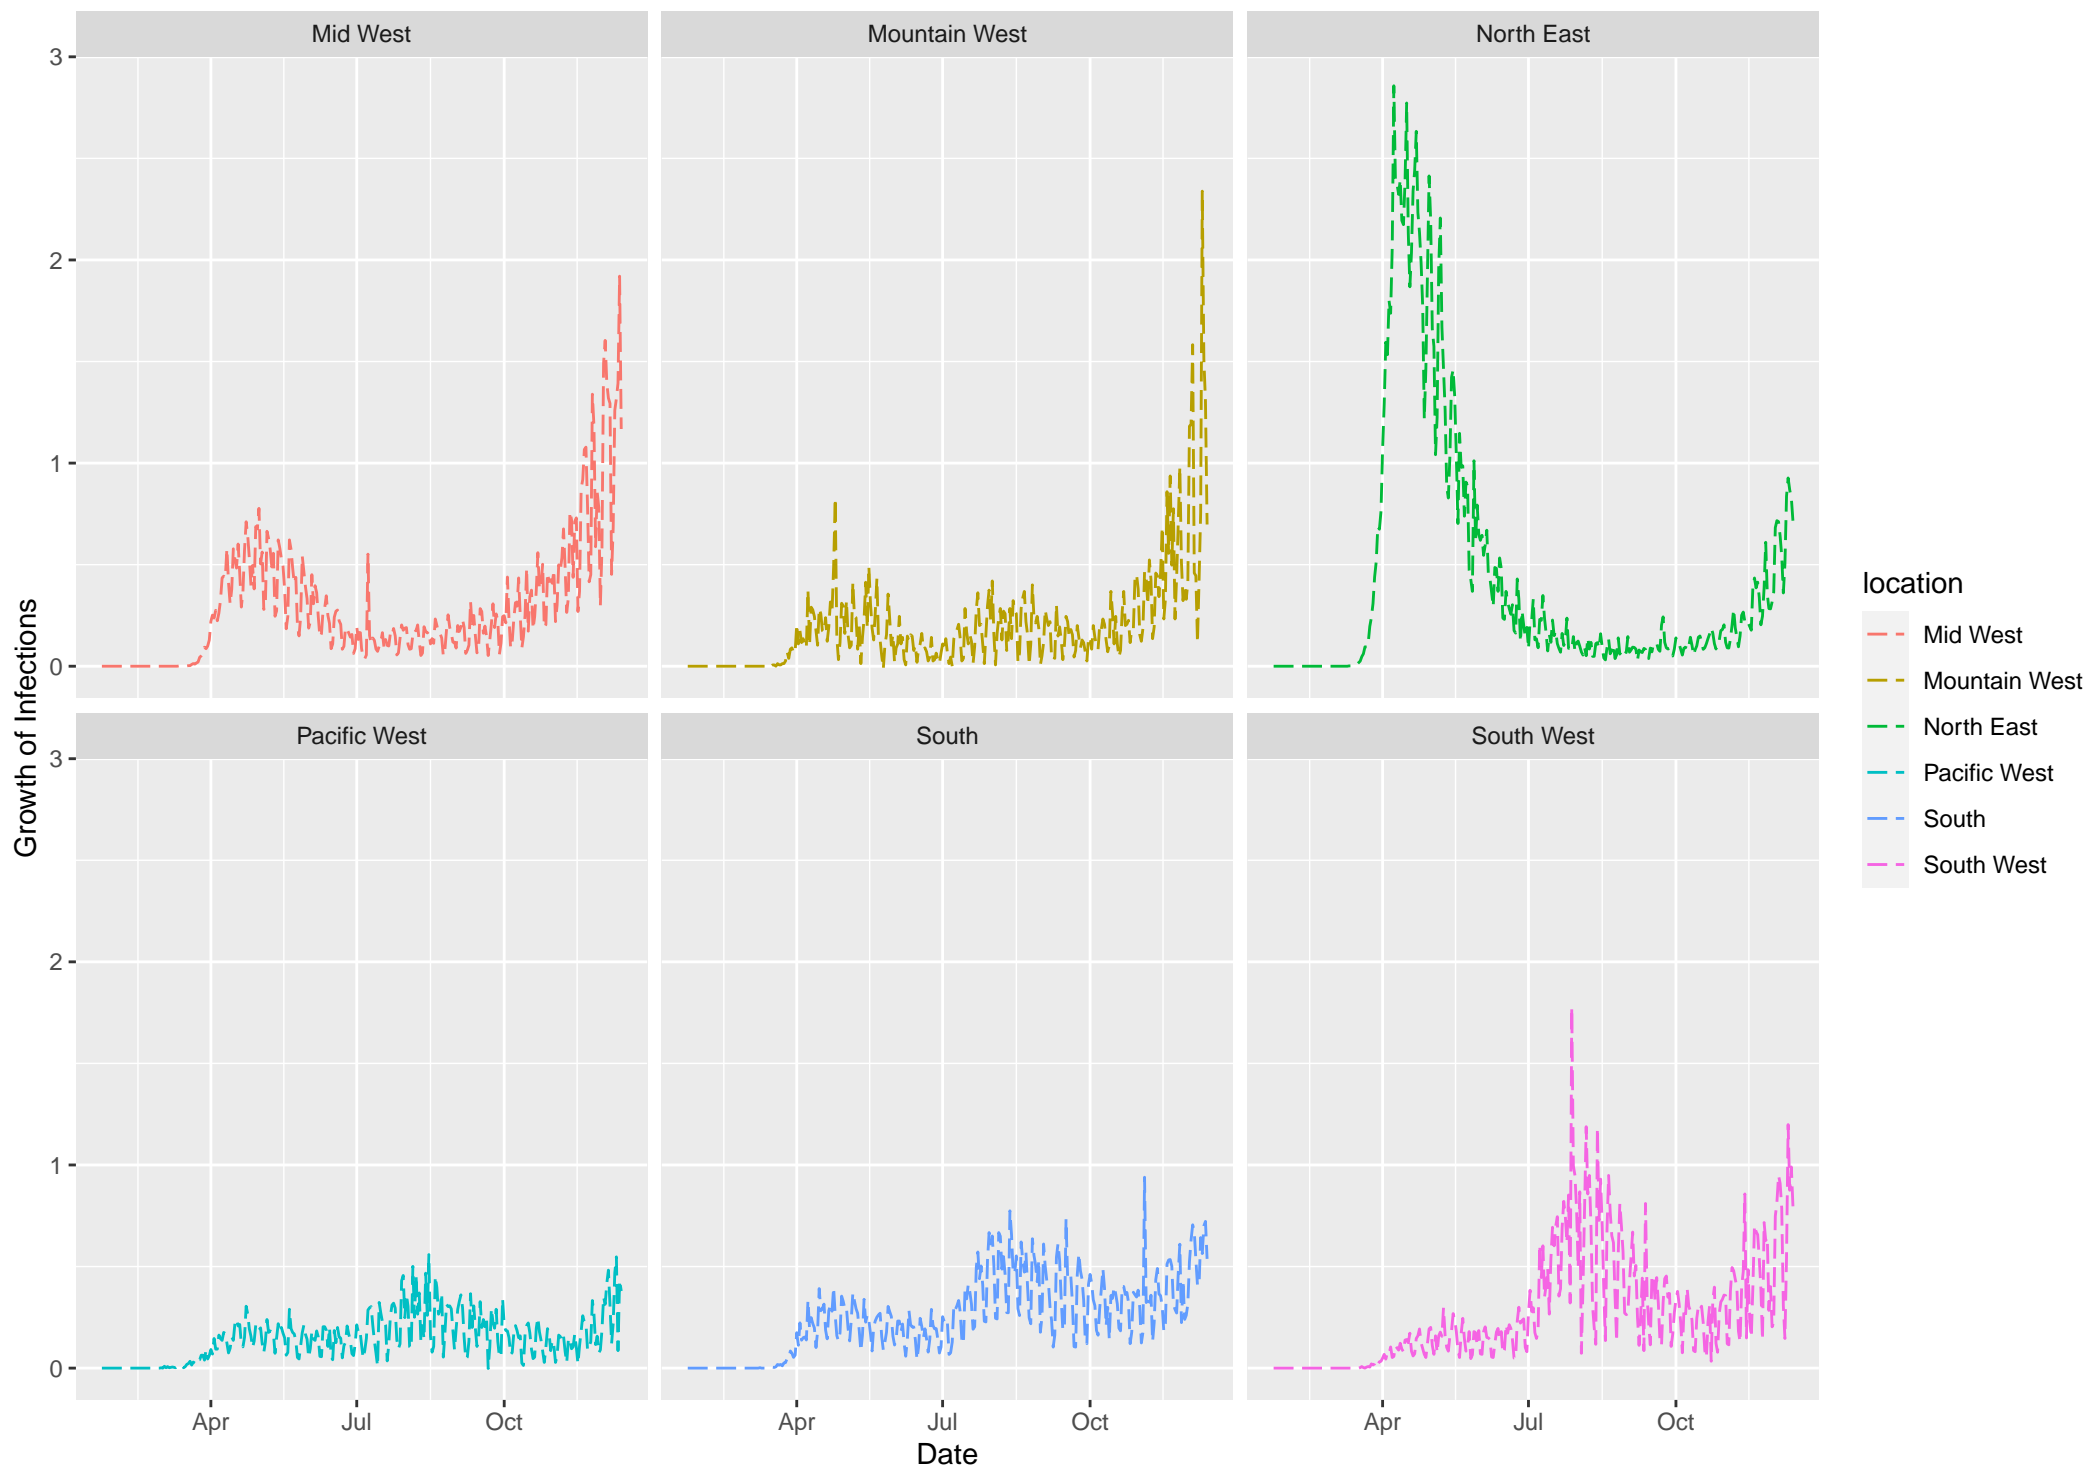 Mid West
Mountain West
North East
3
2
1
0
Growth of Infections
Pacific West
South
South West
3
2
1
0
Apr
Jul
Oct
Apr
Jul
Oct
Apr
Jul
Oct
Date
location
Mid West
Mountain West
North East
Pacific West
South
South West